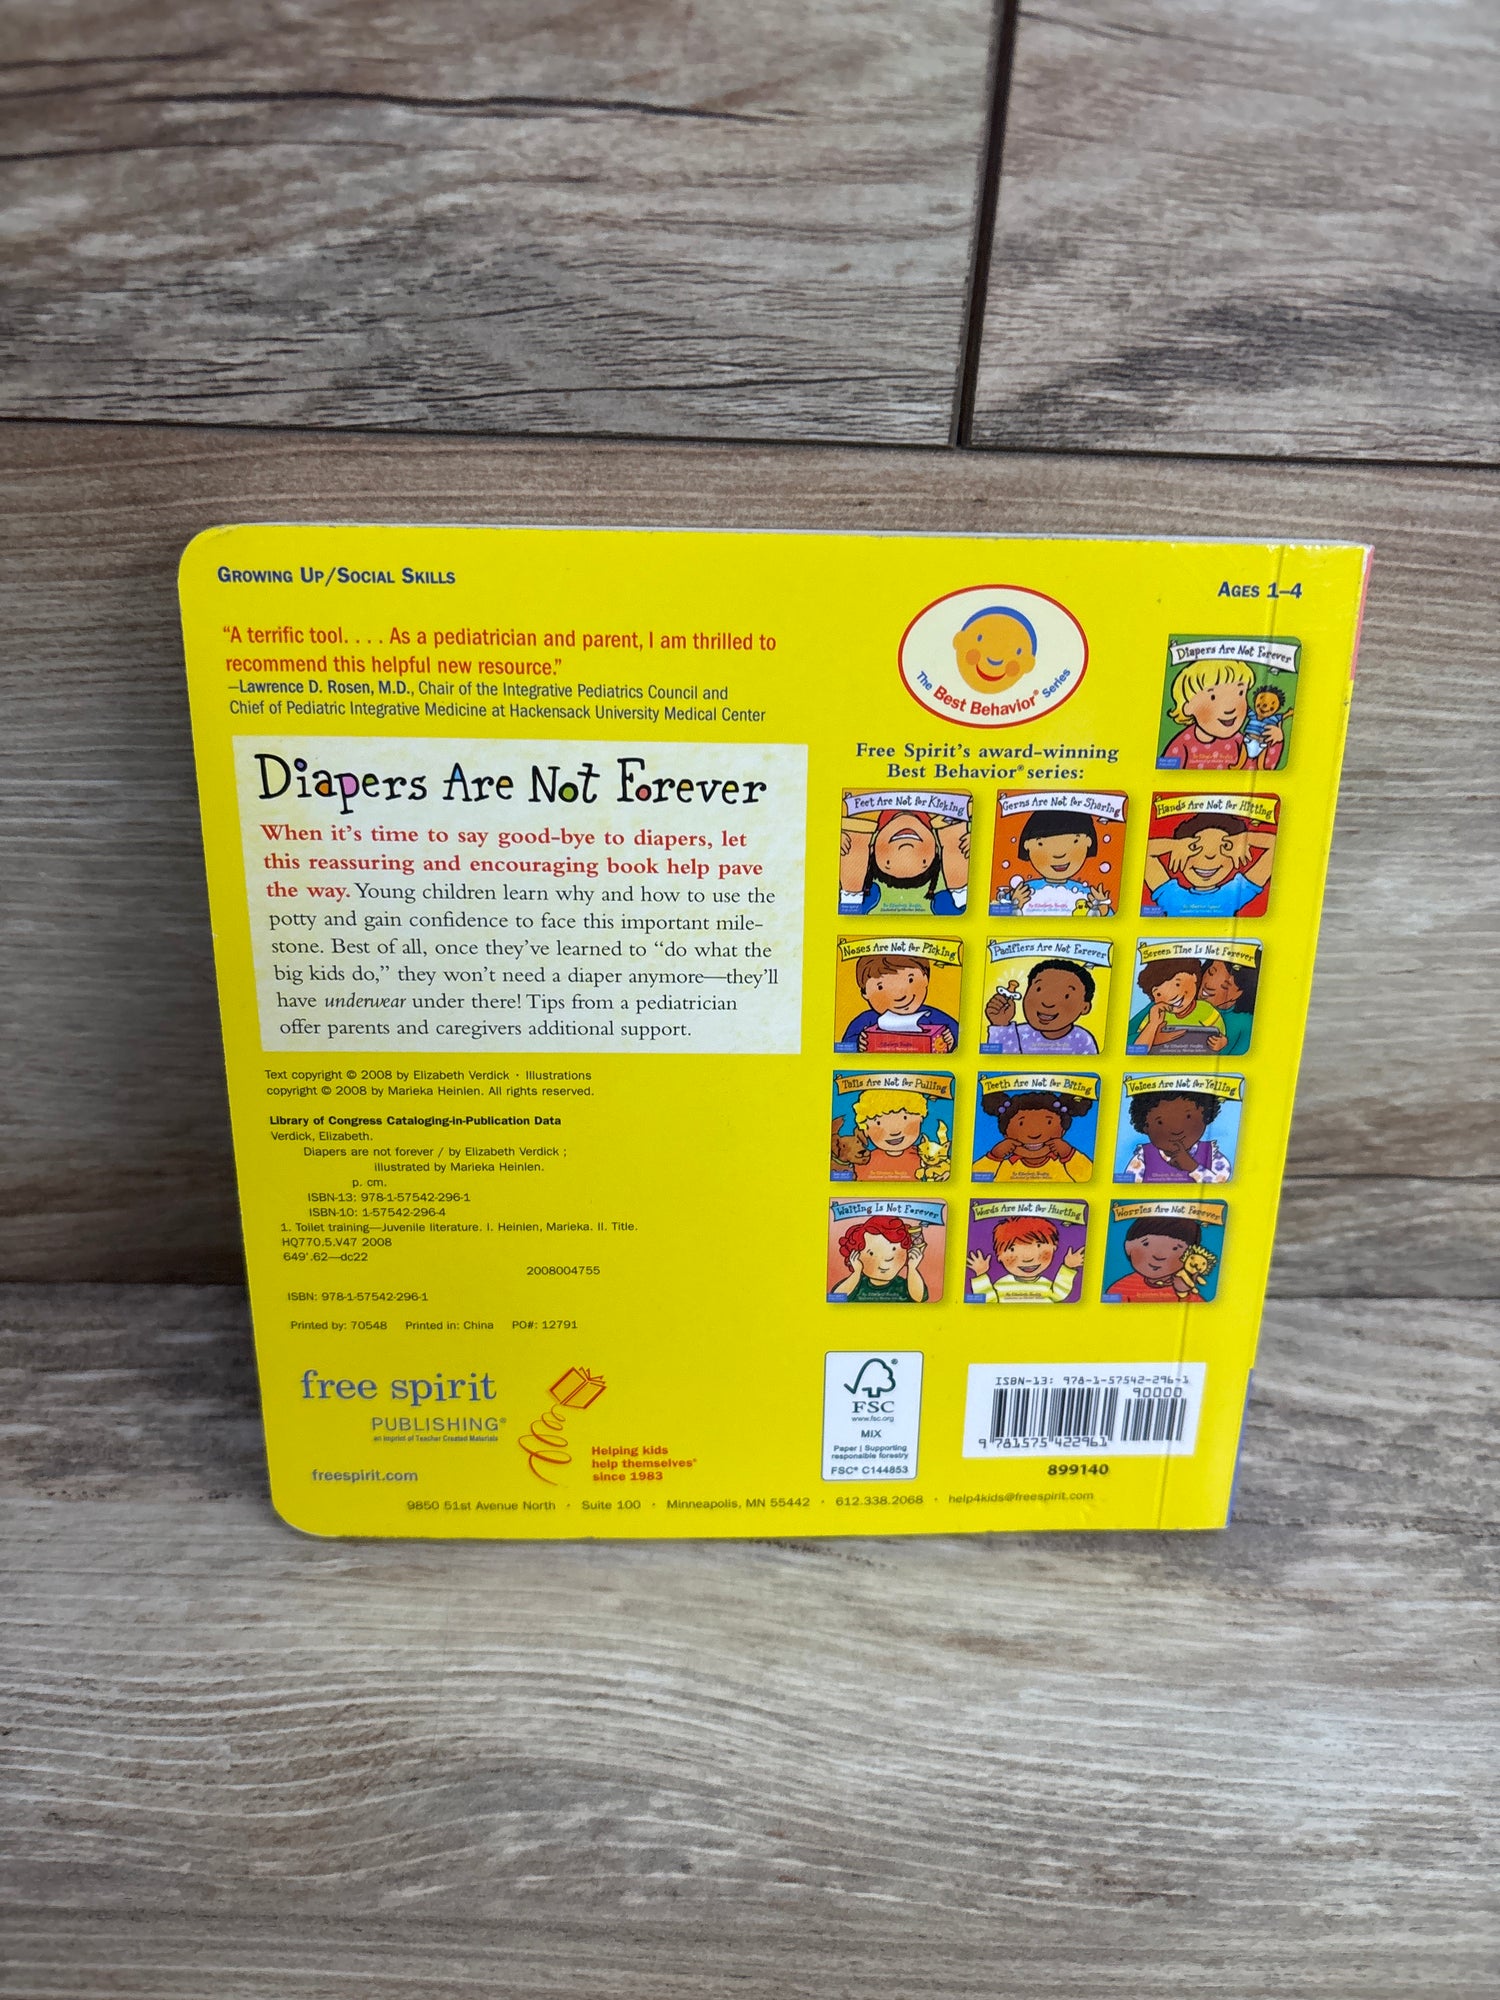 GROWING UP/SOCIAL SKILLS
AGES 1–4
“A terrific tool. . . . As a pediatrician and parent, I am thrilled to
recommend this helpful new resource.”
—Lawrence D. Rosen, M.D., Chair of the Integrative Pediatrics Council and
Chief of Pediatric Integrative Medicine at Hackensack University Medical Center
Diapers Are Not Forever
When it’s time to say good-bye to diapers, let
this reassuring and encouraging book help pave
the way. Young children learn why and how to use the
potty and gain confidence to face this important mile-
stone. Best of all, once they’ve learned to “do what the
big kids do,” they won’t need a diaper anymore—they’ll
have underwear under there! Tips from a pediatrician
offer parents and caregivers additional support.
Text copyright © 2008 by Elizabeth Verdick · Illustrations
copyright © 2008 by Marieka Heinlen. All rights reserved.
Library of Congress Cataloging-in-Publication Data
Verdick, Elizabeth.
Diapers are not forever / by Elizabeth Verdick ;
illustrated by Marieka Heinlen.
p. cm.
ISBN-13: 978-1-57542-296-1
ISBN-10: 1-57542-296-4
1. Toilet training—Juvenile literature. I. Heinlen, Marieka. II. Title.
HQ770.5.V47 2008
649’.62—dc22
2008004755
ISBN: 978-1-57542-296-1
Printed by: 70548 Printed in: China PO#: 12791
free spirit
PUBLISHING®
an imprint of Teacher Created Materials
freespirit.com
Helping kids
help themselves®
since 1983
The Best Behavior® Series
Diapers Are Not Forever
Free Spirit’s award-winning
Best Behavior® series:
Feet Are Not for Kicking
Germs Are Not for Sharing
Hands Are Not for Hitting
Noses Are Not for Picking
Pacifiers Are Not Forever
Screen Time Is Not Forever
Tails Are Not for Pulling
Teeth Are Not for Biting
Voices Are Not for Yelling
Waiting Is Not Forever
Words Are Not for Hurting
Worries Are Not Forever
®
FSC
www.fsc.org
MIX
Paper | Supporting
responsible forestry
FSC® C144853
ISBN-13: 978-1-57542-296-1
90000
9 781575 422961
899140
9850 51st Avenue North · Suite 100 · Minneapolis, MN 55442 · 612.338.2068 · help4kids@freespirit.com